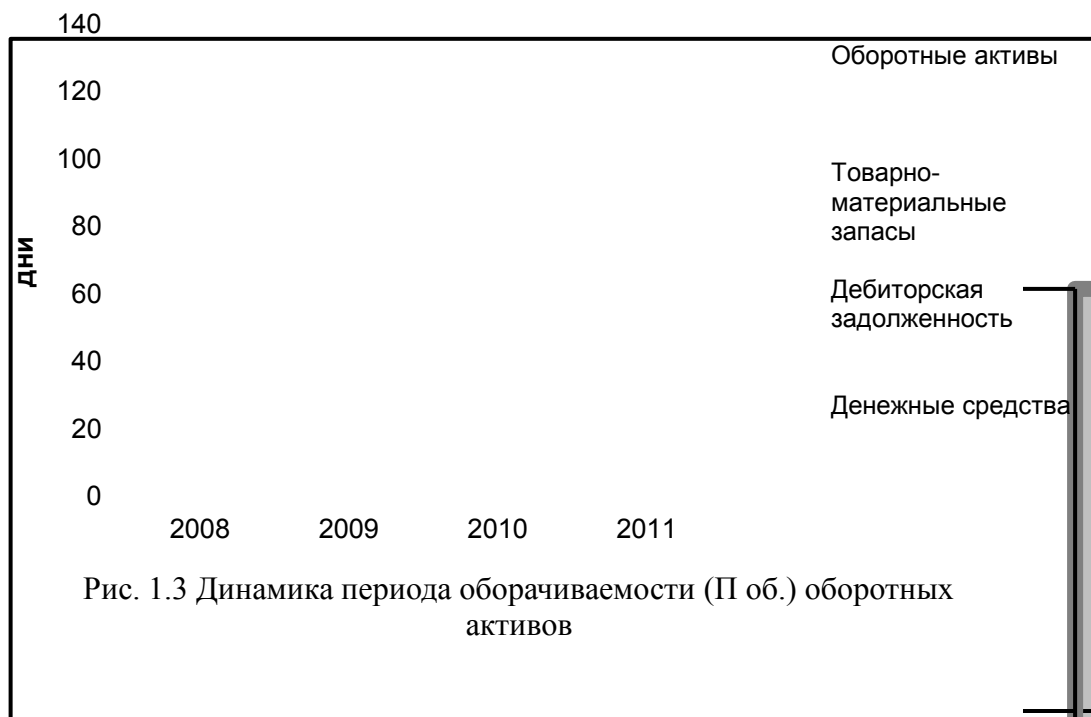 140
120
100
80
60
40
20
0
дни
2008 2009 2010 2011
Оборотные активы
Товарно-
материальные
запасы
Дебиторская
задолженность
Денежные средства
Рис. 1.3 Динамика периода оборачиваемости (П об.) оборотных
активов